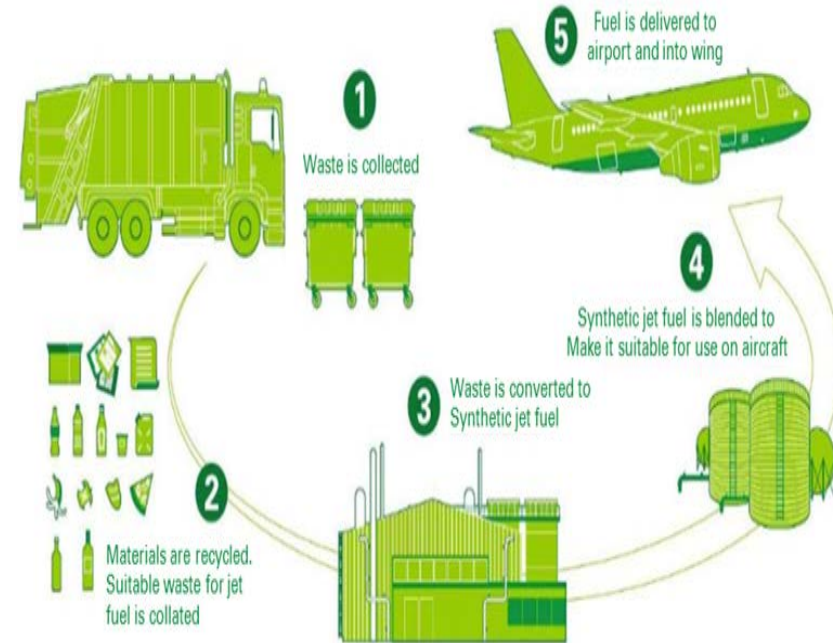 1
Waste is collected
2
Materials are recycled.
Suitable waste for jet
fuel is collated
3
Waste is converted to
Synthetic jet fuel
4
Synthetic jet fuel is blended to
Make it suitable for use on aircraft
5
Fuel is delivered to
airport and into wing